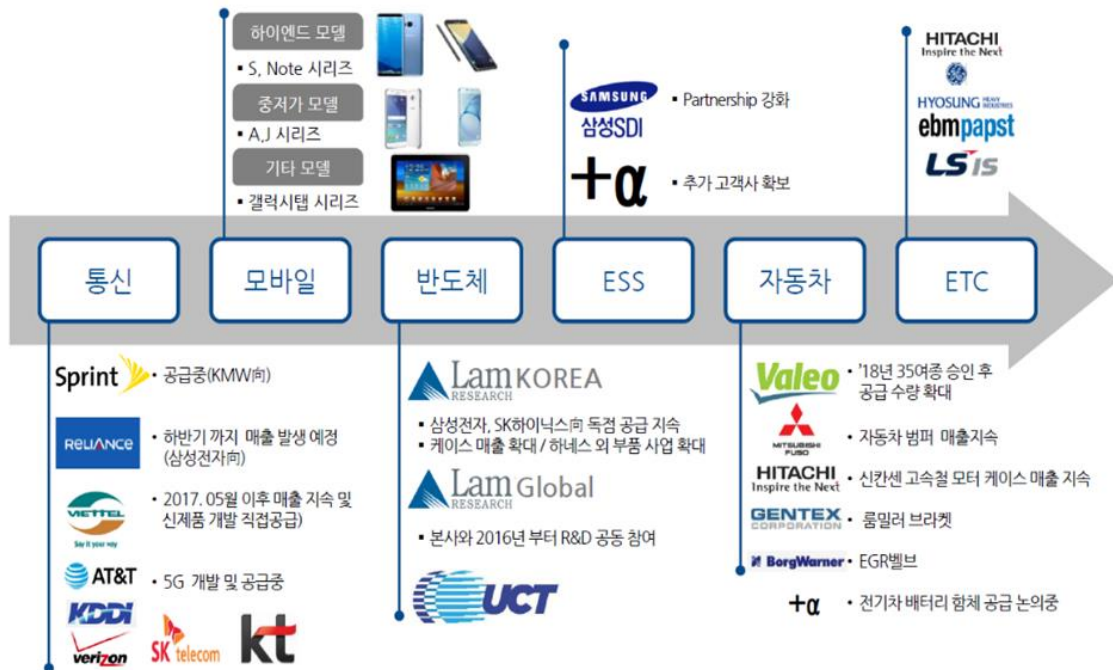 하이엔드 모델
▪ S, Note 시리즈
중저가 모델
▪ A,J 시리즈
기타 모델
▪ 갤럭시탭 시리즈
SAMSUNG
삼성SDI
▪ Partnership 강화
+α
▪ 추가 고객사 확보
HITACHI
Inspire the Next
HYOSUNG HEAVY INDUSTRIES
ebmpapst
LS IS
통신
모바일
반도체
ESS
자동차
ETC
Sprint
▪ 공급중(KMW向)
RELIANCE
▪ 하반기 까지 매출 발생 예정
(삼성전자向)
VIETTEL
Say it your way
▪ 2017. 05월 이후 매출 지속 및
신제품 개발 직접공급)
AT&T
▪ 5G 개발 및 공급중
KDDI
verizon
SK telecom
kt
Lam RESEARCH KOREA
▪ 삼성전자, SK하이닉스向 독점 공급 지속
▪ 케이스 매출 확대 / 하네스 외 부품 사업 확대
Lam RESEARCH Global
▪ 본사와 2016년 부터 R&D 공동 참여
UCT
Valeo
▪ '18년 35여종 승인 후
공급 수량 확대
MITSUBISHI
FUSO
▪ 자동차 범퍼 매출지속
HITACHI
Inspire the Next
▪ 신칸센 고속철 모터 케이스 매출 지속
GENTEX
CORPORATION
▪ 룸밀러 브라켓
BorgWarner
▪ EGR벨브
+α
▪ 전기차 배터리 함체 공급 논의중